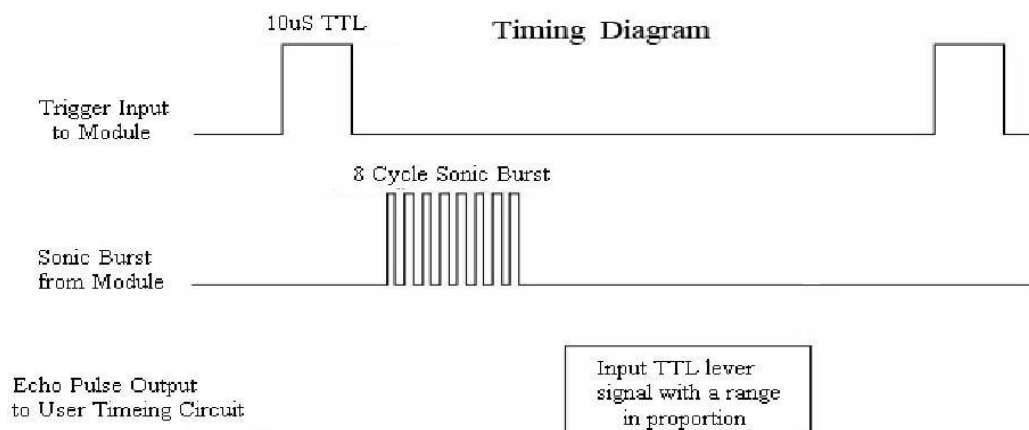 10uS TTL
Timing Diagram
Trigger Input
to Module
8 Cycle Sonic Burst
Sonic Burst
from Module
Echo Pulse Output
to User Timeing Circuit
Input TTL lever
signal with a range
in proportion